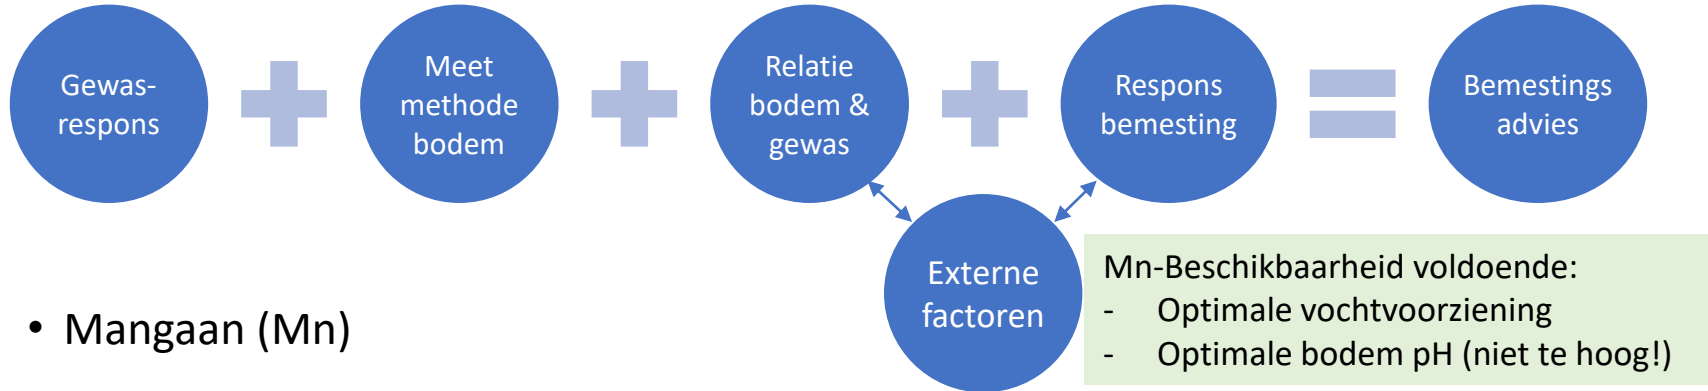 Gewas-
respons
Meet
methode
bodem
Relatie
bodem &
gewas
Respons
bemesting
Bemestings
advies
Externe
factoren
Mn-Beschikbaarheid voldoende:
- Optimale vochtvoorziening
- Optimale bodem pH (niet te hoog!)
• Mangaan (Mn)